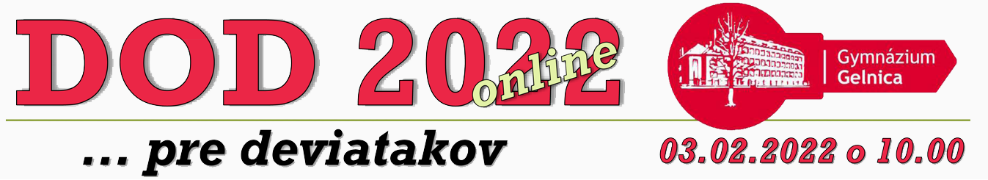 DOD 2022
online
Gymnázium
Gelnica
... pre deviatakov
03.02.2022 o 10.00